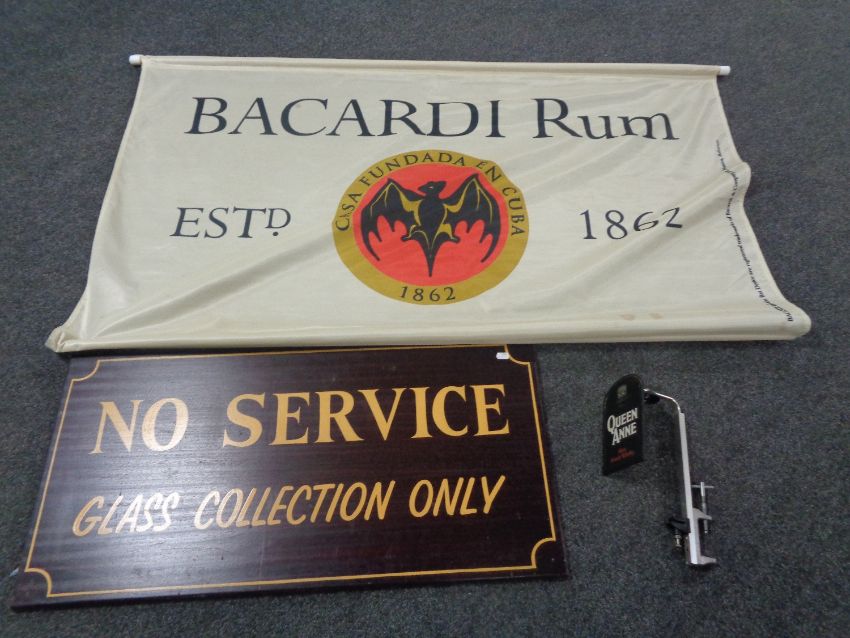 BACARDI Rum
ESTD. 1862
CASA FUNDADA EN CUBA
1862
NO SERVICE
GLASS COLLECTION ONLY
QUEEN
ANNE